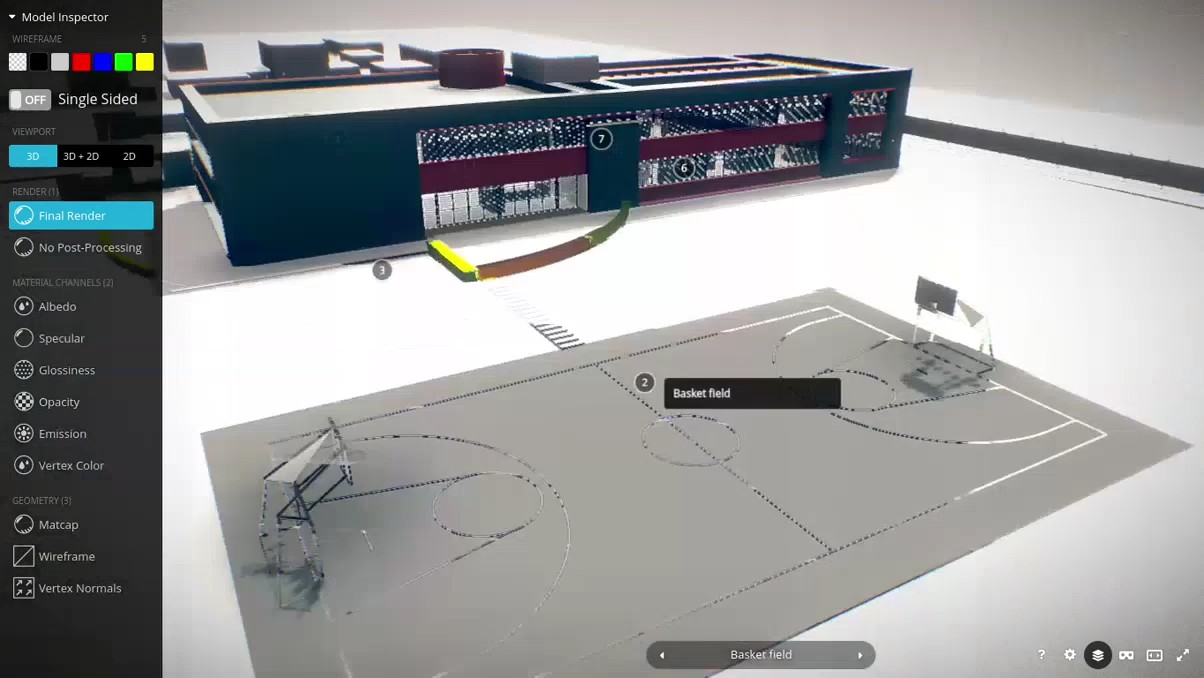 Model Inspector
WIREFRAME 5
OFF Single Sided
VIEWPORT
3D 3D + 2D 2D
RENDER (1)
Final Render
No Post-Processing
MATERIAL CHANNELS (2)
Albedo
Specular
Glossiness
Opacity
Emission
Vertex Color
GEOMETRY (3)
Matcap
Wireframe
Vertex Normals
7
6
3
2
Basket field
Basket field
?